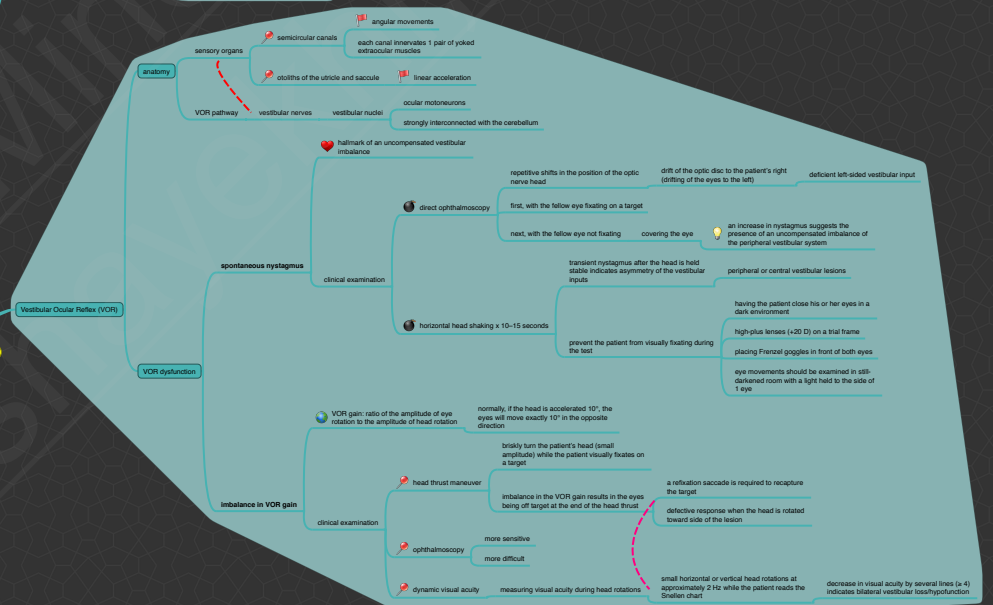 Vestibular Ocular Reflex (VOR)
anatomy
sensory organs
semicircular canals
angular movements
each canal innervates 1 pair of yoked
extraocular muscles
otoliths of the utricle and saccule
linear acceleration
VOR pathway
vestibular nerves
vestibular nuclei
ocular motoneurons
strongly interconnected with the cerebellum
VOR dysfunction
spontaneous nystagmus
hallmark of an uncompensated vestibular
imbalance
clinical examination
direct ophthalmoscopy
repetitive shifts in the position of the optic
nerve head
drift of the optic disc to the patient's right
(drifting of the eyes to the left)
deficient left-sided vestibular input
first, with the fellow eye fixating on a target
next, with the fellow eye not fixating
covering the eye
an increase in nystagmus suggests the
presence of an uncompensated imbalance of
the peripheral vestibular system
horizontal head shaking x 10–15 seconds
transient nystagmus after the head is held
stable indicates asymmetry of the vestibular
inputs
peripheral or central vestibular lesions
prevent the patient from visually fixating during
the test
having the patient close his or her eyes in a
dark environment
high-plus lenses (+20 D) on a trial frame
placing Frenzel goggles in front of both eyes
eye movements should be examined in still-
darkened room with a light held to the side of
1 eye
imbalance in VOR gain
VOR gain: ratio of the amplitude of eye
rotation to the amplitude of head rotation
normally, if the head is accelerated 10°, the
eyes will move exactly 10° in the opposite
direction
clinical examination
head thrust maneuver
briskly turn the patient's head (small
amplitude) while the patient visually fixates on
a target
imbalance in the VOR gain results in the eyes
being off target at the end of the head thrust
a refixation saccade is required to recapture
the target
defective response when the head is rotated
toward side of the lesion
ophthalmoscopy
more sensitive
more difficult
dynamic visual acuity
measuring visual acuity during head rotations
small horizontal or vertical head rotations at
approximately 2 Hz while the patient reads the
Snellen chart
decrease in visual acuity by several lines (≥ 4)
indicates bilateral vestibular loss/hypofunction